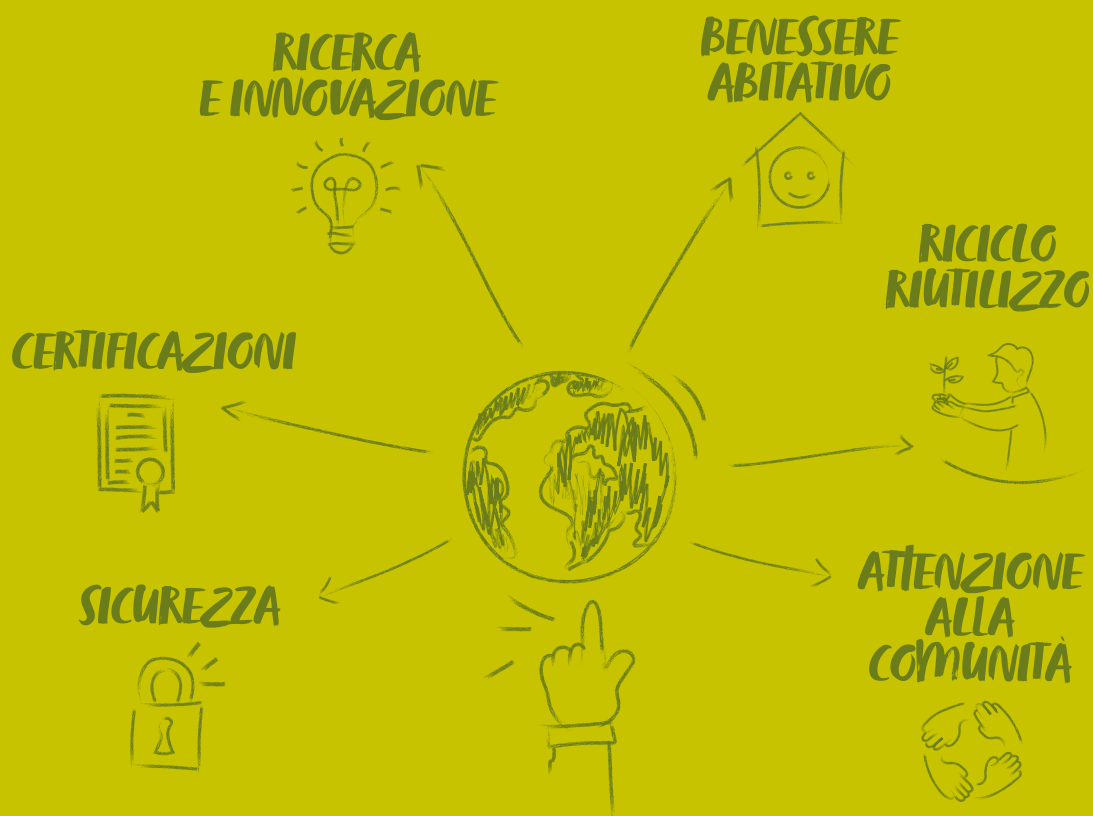 RICERCA
E INNOVAZIONE
BENESSERE
ABITATIVO
RICICLO
RIUTILIZZO
CERTIFICAZIONI
SICUREZZA
ATTENZIONE
ALLA
COMUNITÀ